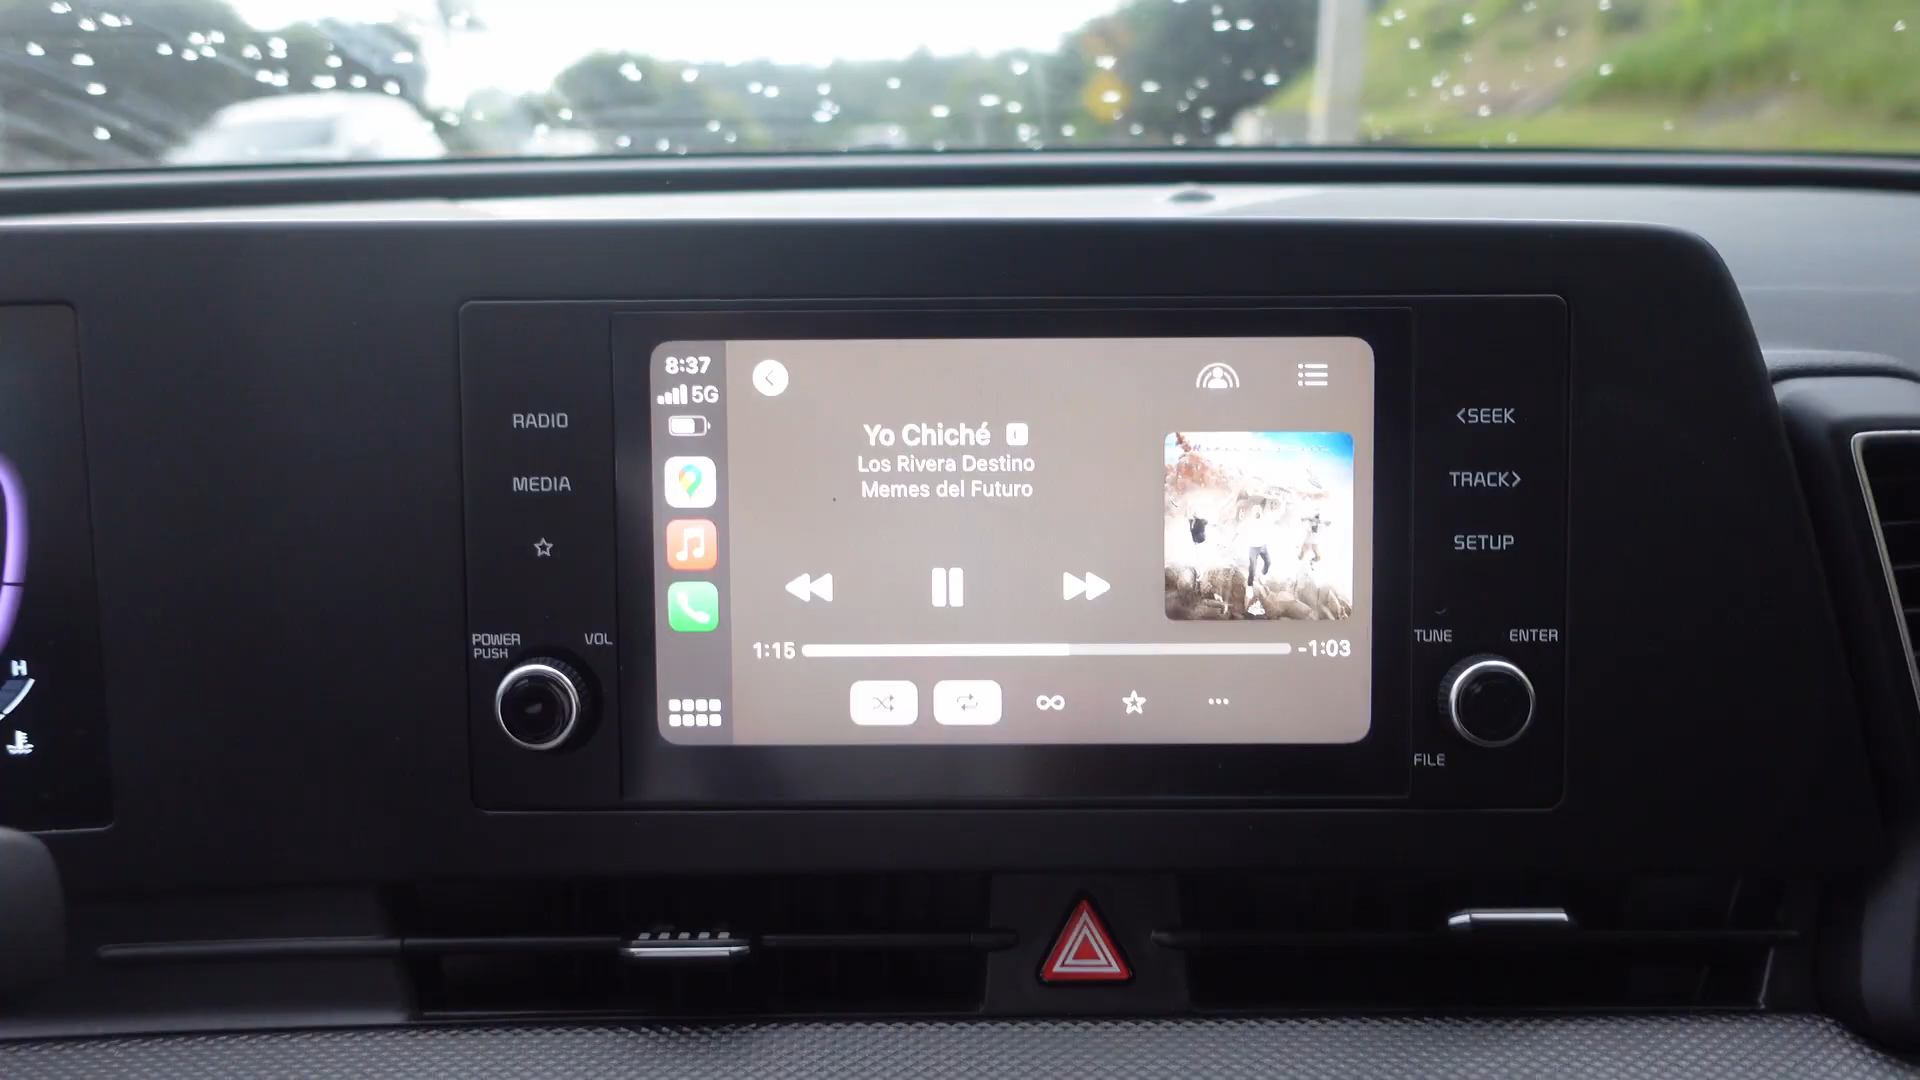 8:37
5G
RADIO
MEDIA
POWER
PUSH
VOL
Yo Chiché
Los Rivera Destino
Memes del Futuro
1:15
-1:03
<SEEK
TRACK>
SETUP
TUNE
ENTER
FILE
H